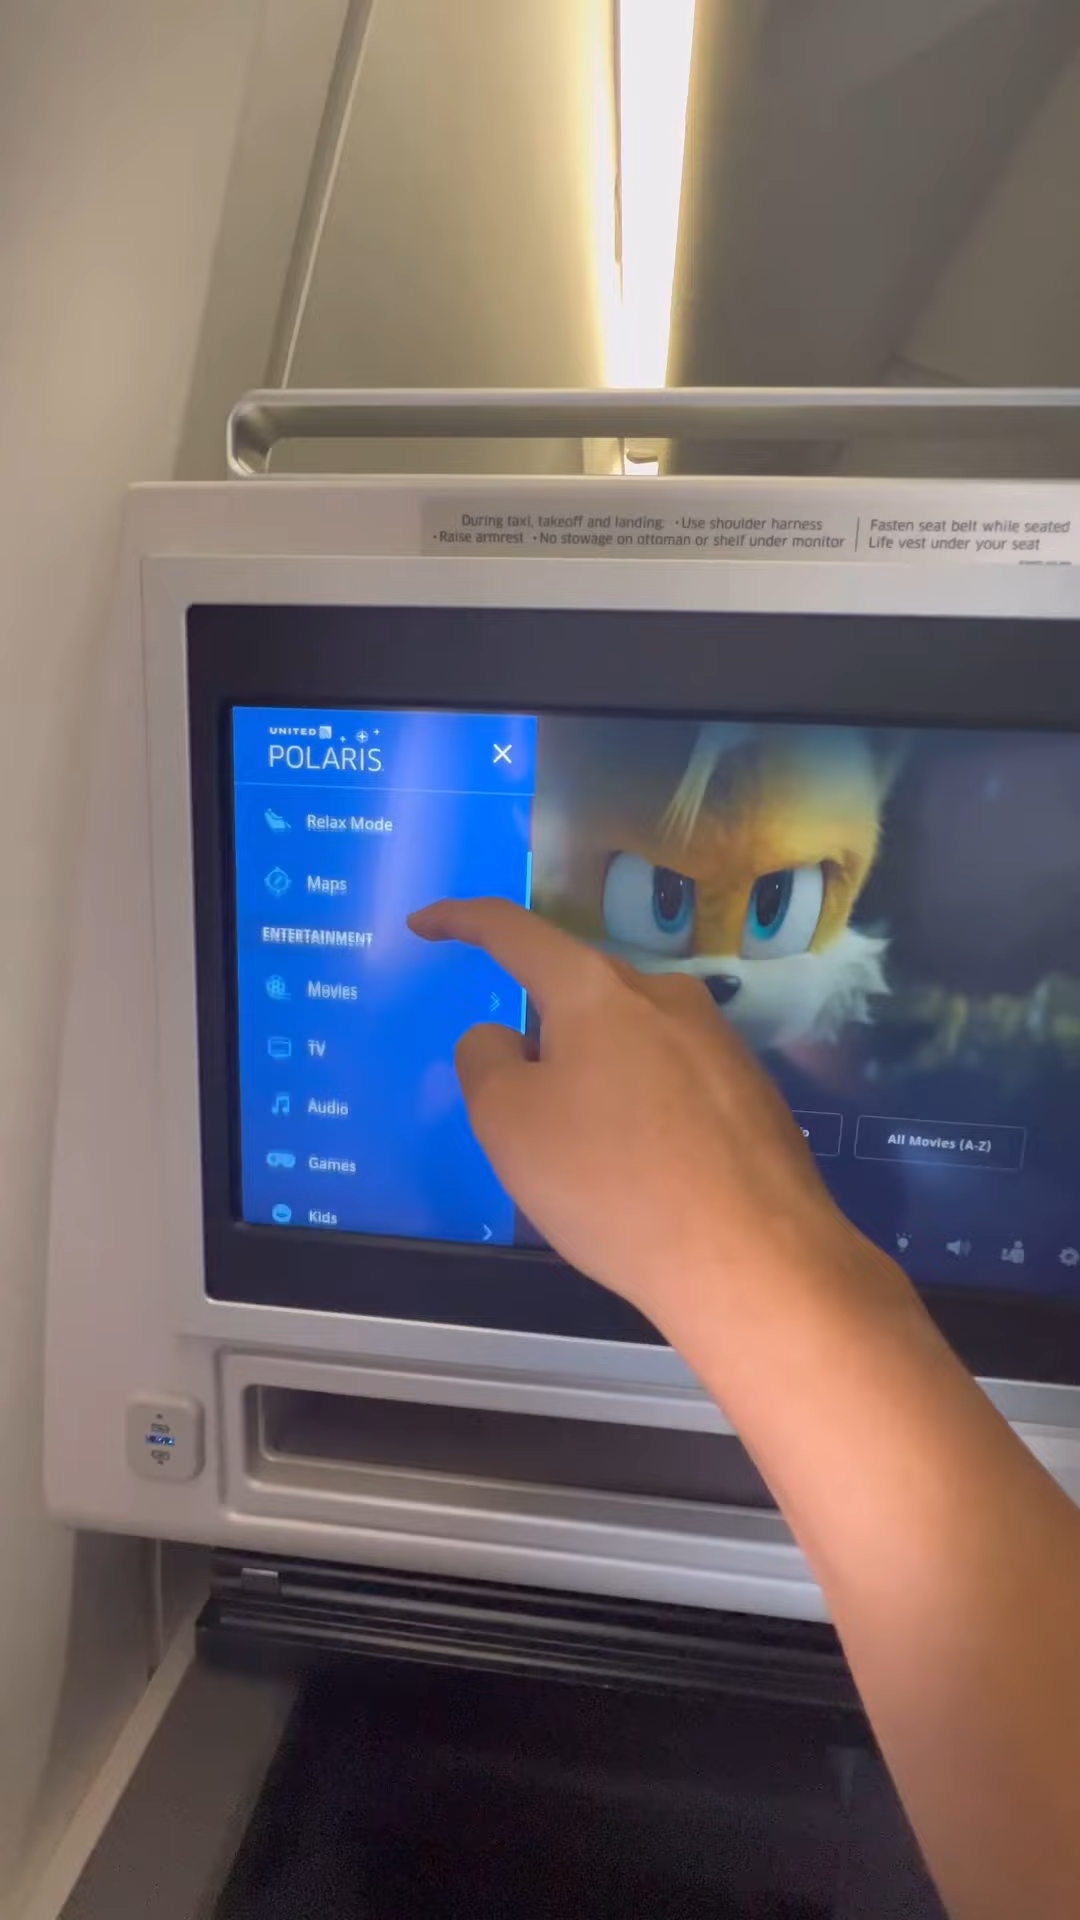 During taxi, takeoff and landing: •Use shoulder harness
•Raise armrest •No stowage on ottoman or shelf under monitor
Fasten seat belt while seated
Life vest under your seat
UNITED
POLARIS
Relax Mode
Maps
ENTERTAINMENT
Movies
TV
Audio
Games
Kids
All Movies (A-Z)